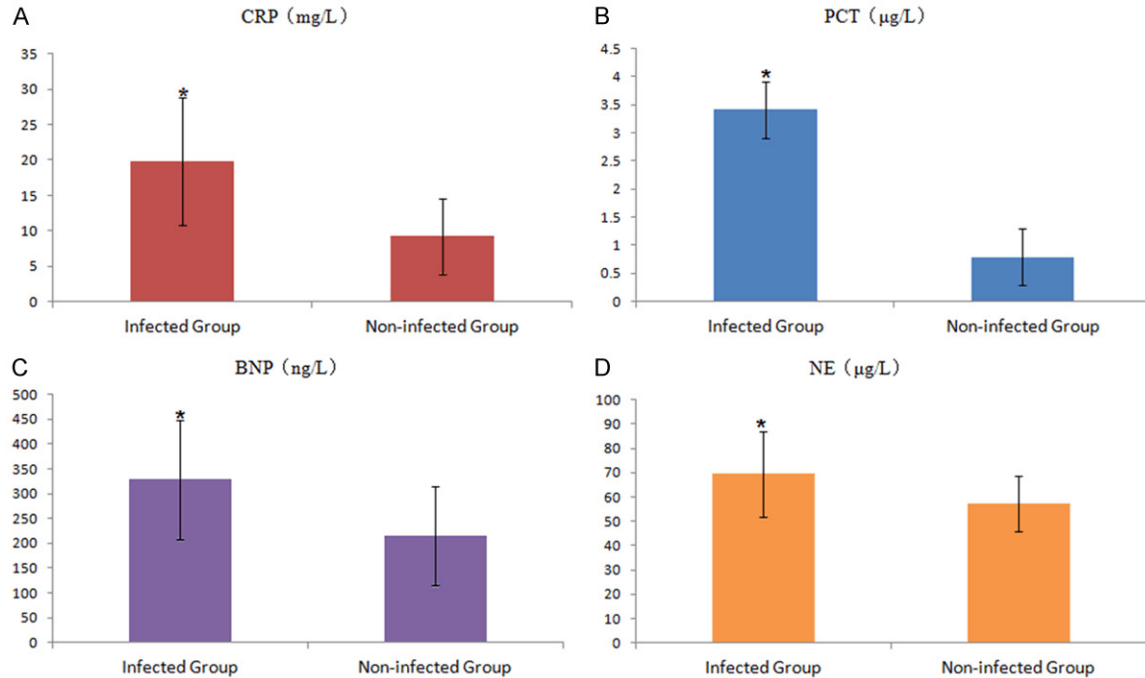 A
CRP（mg/L）
35
30
25
20
15
10
5
0
*
Infected Group
Non-infected Group
B
PCT（μg/L）
4.5
4
3.5
3
2.5
2
1.5
1
0.5
0
*
Infected Group
Non-infected Group
C
BNP（ng/L）
500
450
400
350
300
250
200
150
100
50
0
*
Infected Group
Non-infected Group
D
NE（μg/L）
100
90
80
70
60
50
40
30
20
10
0
*
Infected Group
Non-infected Group